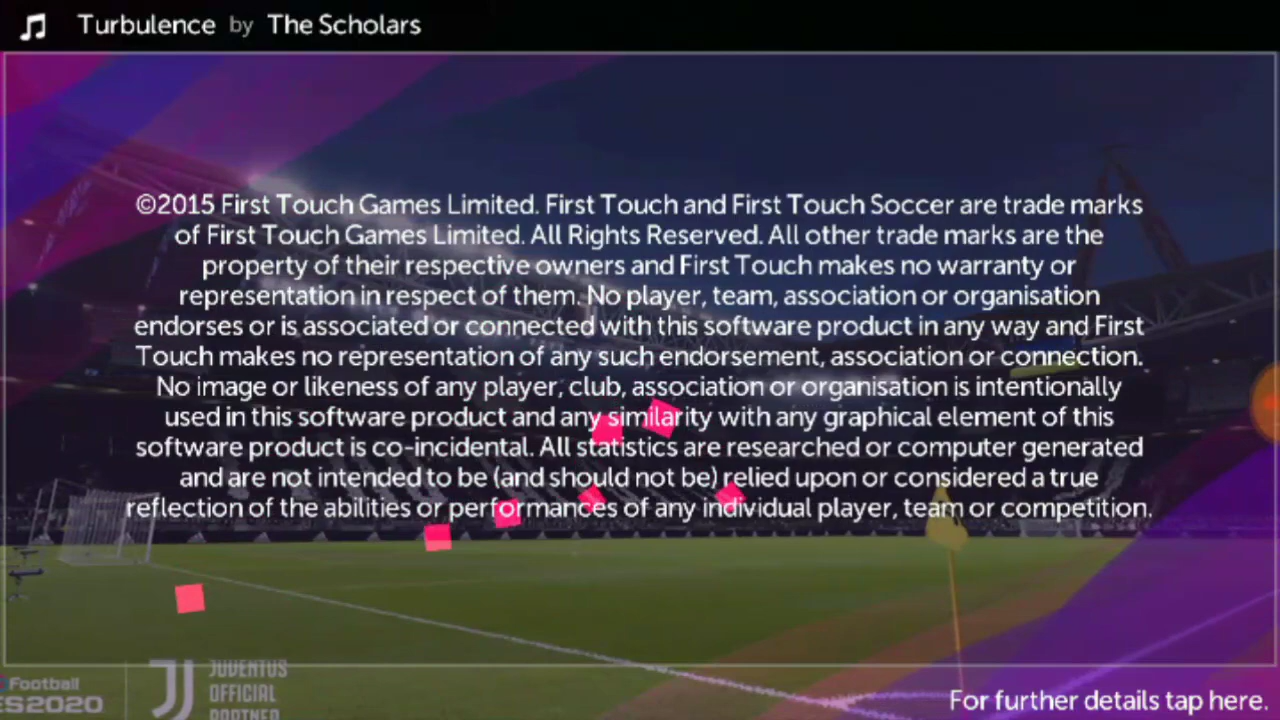 Turbulence by The Scholars
©2015 First Touch Games Limited. First Touch and First Touch Soccer are trade marks
of First Touch Games Limited. All Rights Reserved. All other trade marks are the
property of their respective owners and First Touch makes no warranty or
representation in respect of them. No player, team, association or organisation
endorses or is associated or connected with this software product in any way and First
Touch makes no representation of any such endorsement, association or connection.
No image or likeness of any player, club, association or organisation is intentionally
used in this software product and any similarity with any graphical element of this
software product is co-incidental. All statistics are researched or computer generated
and are not intended to be (and should not be) relied upon or considered a true
reflection of the abilities or performances of any individual player, team or competition.
Football
ES2020
JUVENTUS
OFFICIAL
PARTNER
For further details tap here.